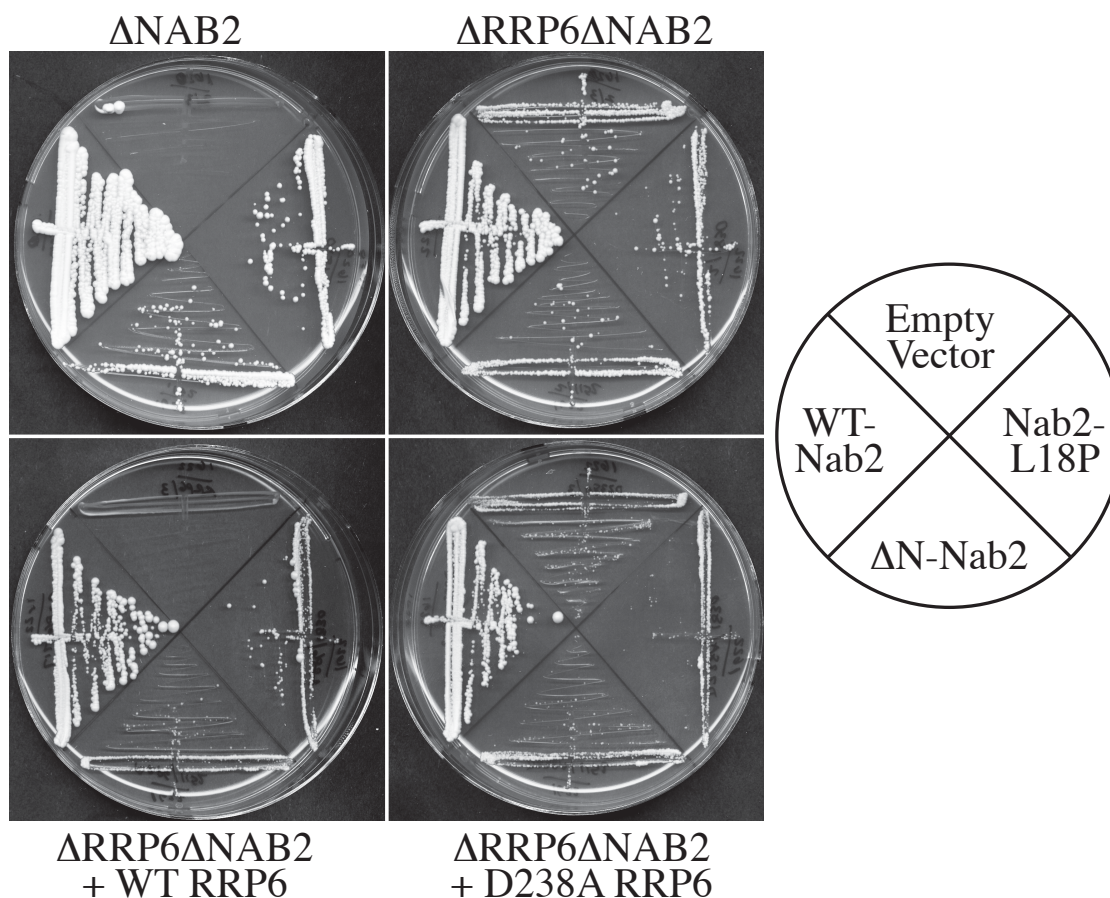 ΔNAB2
ΔRRP6ΔNAB2
Empty
Vector
WT-
Nab2
Nab2-
L18P
ΔN-Nab2
ΔRRP6ΔNAB2
+ WT RRP6
ΔRRP6ΔNAB2
+ D238A RRP6